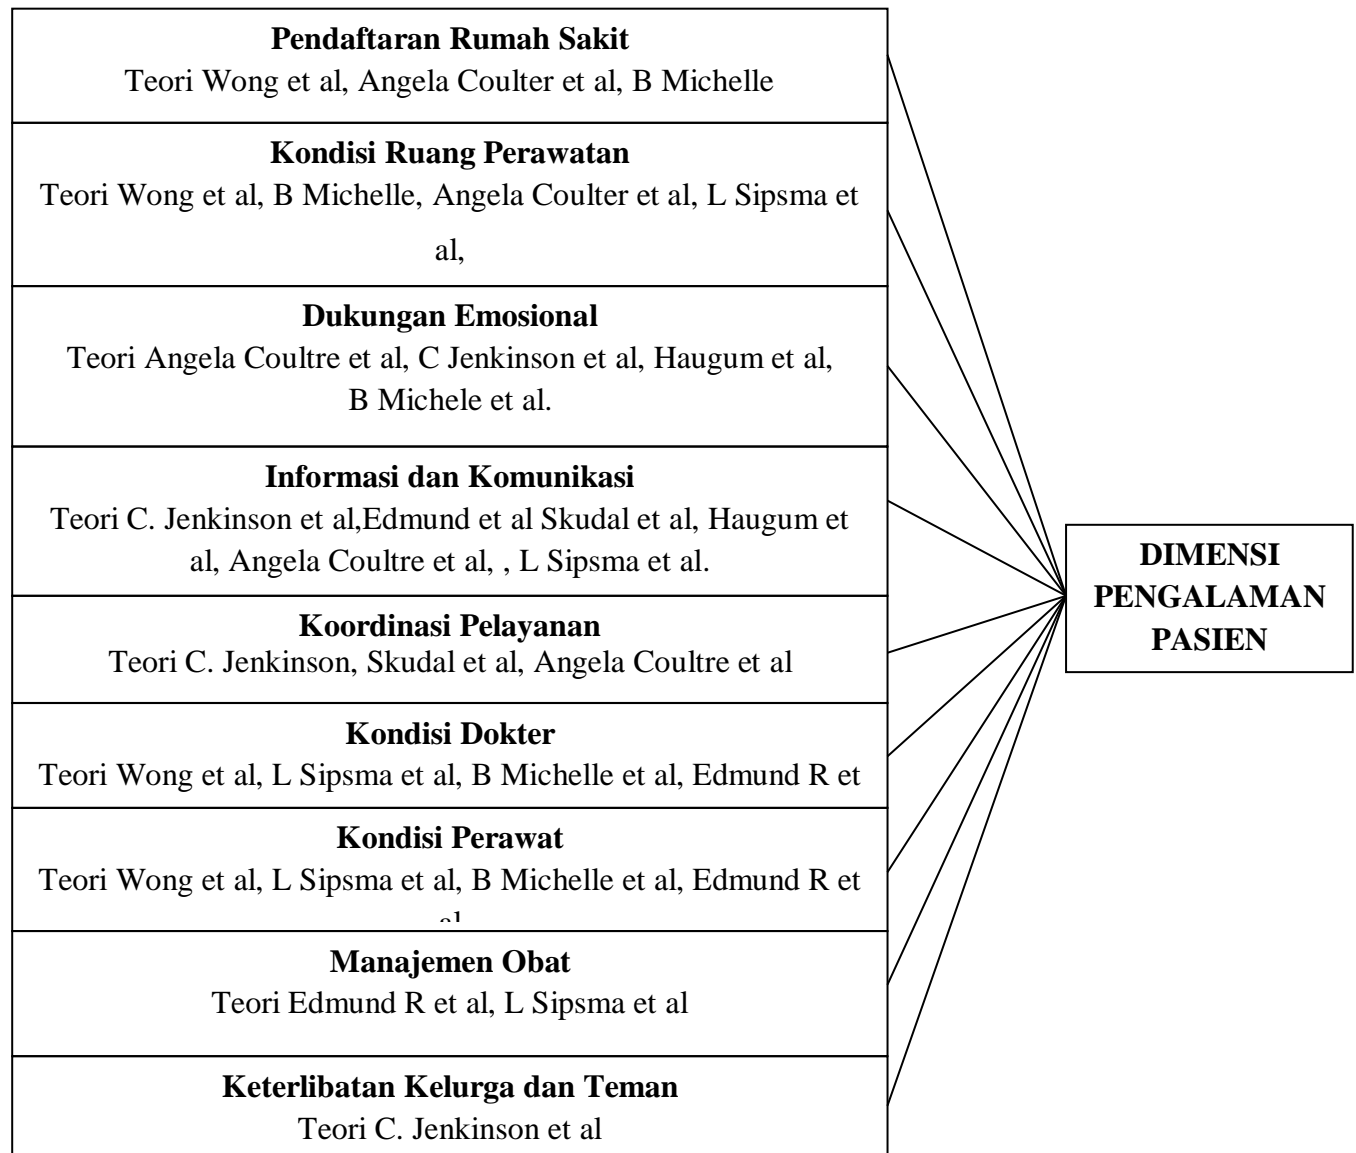 Pendaftaran Rumah Sakit
Teori Wong et al, Angela Coulter et al, B Michelle
Kondisi Ruang Perawatan
Teori Wong et al, B Michelle, Angela Coulter et al, L Sipsma et
al,
Dukungan Emosional
Teori Angela Coultre et al, C Jenkinson et al, Haugum et al,
B Michele et al.
Informasi dan Komunikasi
Teori C. Jenkinson et al,Edmund et al Skudal et al, Haugum et
al, Angela Coultre et al, , L Sipsma et al.
Koordinasi Pelayanan
Teori C. Jenkinson, Skudal et al, Angela Coultre et al
Kondisi Dokter
Teori Wong et al, L Sipsma et al, B Michelle et al, Edmund R et
Kondisi Perawat
Teori Wong et al, L Sipsma et al, B Michelle et al, Edmund R et
Manajemen Obat
Teori Edmund R et al, L Sipsma et al
Keterlibatan Kelurga dan Teman
Teori C. Jenkinson et al
DIMENSI
PENGALAMAN
PASIEN